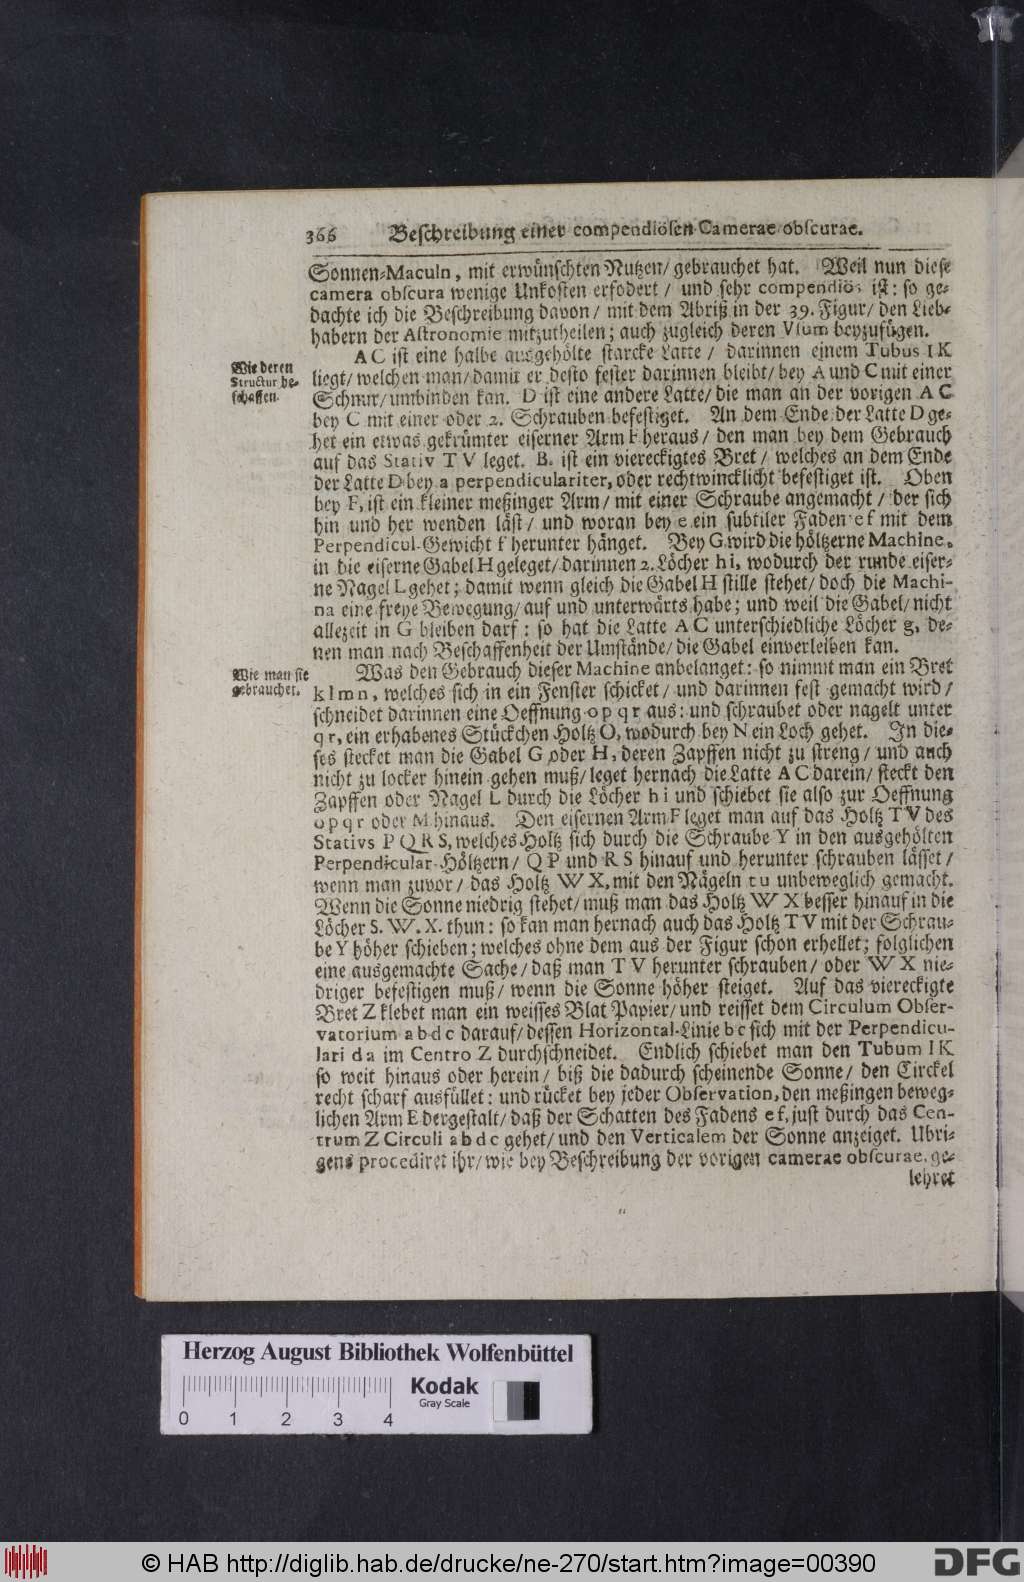 366 Beschreibung einer compendiösen Camerae obscurae.
Sonnen-Maculn, mit erwünschten Nutzen/ gebrauchet hat. Weil nun diese
camera obscura wenige Unkosten erfodert/ und sehr compendiös ist: so ge-
dachte ich die Beschreibung davon/ mit dem Abriß in der 39. Figur/ den Lieb-
habern der Astronomie mitzutheilen; auch zugleich deren Usum beyzufügen.
Wie deren
Structur be-
schaffen.
A C ist eine halbe ausgehölte starcke Latte/ darinnen einem Tubus I K
liegt/ welchen man/ damit er desto fester darinnen bleibt/ bey A und C mit einer
Schnur/ umbinden kan. D ist eine andere Latte/ die man an der vorigen A C
bey C mit einer oder 2. Schrauben befestiget. An dem Ende der Latte D ge-
het ein etwas gekrümter eiserner Arm F heraus/ den man bey dem Gebrauch
auf das Stativ T V leget. B. ist ein viereckigtes Bret/ welches an dem Ende
der Latte D bey a perpendiculariter, oder rechtwincklicht befestiget ist. Oben
bey F, ist ein kleiner meßinger Arm/ mit einer Schraube angemacht/ der sich
hin und her wenden läst/ und woran bey e ein subtiler Faden e f mit dem
Perpendicul-Gewicht f herunter hänget. Bey G wird die höltzerne Machine,
in die eiserne Gabel H geleget/ darinnen 2. Löcher h i, wodurch der runde eiser-
ne Nagel L gehet; damit wenn gleich die Gabel H stille stehet/ doch die Machi-
na eine freye Bewegung/ auf und unterwärts habe; und weil die Gabel/ nicht
allezeit in G bleiben darf: so hat die Latte A C unterschiedliche Löcher g, de-
nen man nach Beschaffenheit der Umstände/ die Gabel einverleiben kan.
Wie man sie
gebrauchet.
Was den Gebrauch dieser Machine anbelanget: so nimmt man ein Bret
k l m n, welches sich in ein Fenster schicket/ und darinnen fest gemacht wird/
schneidet darinnen eine Oeffnung o p q r aus: und schraubet oder nagelt unter
q r, ein erhabenes Stückchen Holtz O, wodurch bey N ein Loch gehet. In die-
ses stecket man die Gabel G oder H, deren Zapffen nicht zu streng/ und auch
nicht zu locker hinein gehen muß/ leget hernach die Latte A C darein/ steckt den
Zapffen oder Nagel L durch die Löcher h i und schiebet sie also zur Oeffnung
o p q r oder M hinaus. Den eisernen Arm F leget man auf das Holtz T V des
Stativs P Q R S, welches Holtz sich durch die Schraube Y in den ausgehölten
Perpendicular-Höltzern/ Q P und R S hinauf und herunter schrauben lässet/
wenn man zuvor/ das Holtz W X, mit den Nägeln t u unbeweglich gemacht.
Wenn die Sonne niedrig stehet/ muß man das Holtz W X besser hinauf in die
Löcher S. W. X. thun: so kan man hernach auch das Holtz T V mit der Schrau-
be Y höher schieben; welches ohne dem aus der Figur schon erhellet; folglichen
eine ausgemachte Sache/ daß man T V herunter schrauben/ oder W X nie-
driger befestigen muß/ wenn die Sonne höher steiget. Auf das viereckigte
Bret Z klebet man ein weisses Blat Papier/ und reisset dem Circulum Obser-
vatorium a b d c darauf/ dessen Horizontal-Linie b c sich mit der Perpendicu-
lari d a im Centro Z durchschneidet. Endlich schiebet man den Tubum I K
so weit hinaus oder herein/ biß die dadurch scheinende Sonne/ den Circkel
recht scharf ausfüllet: und rücket bey jeder Observation, den meßingen beweg-
lichen Arm E dergestalt/ daß der Schatten des Fadens e f, just durch das Cen-
trum Z Circuli a b d c gehet/ und den Verticalem der Sonne anzeiget. Ubri-
gens procediret ihr/ wie bey Beschreibung der vorigen camerae obscurae, ge-
lehret
Herzog August Bibliothek Wolfenbüttel
Kodak
Gray Scale
0 1 2 3 4
© HAB http://diglib.hab.de/drucke/ne-270/start.htm?image=00390
DFG